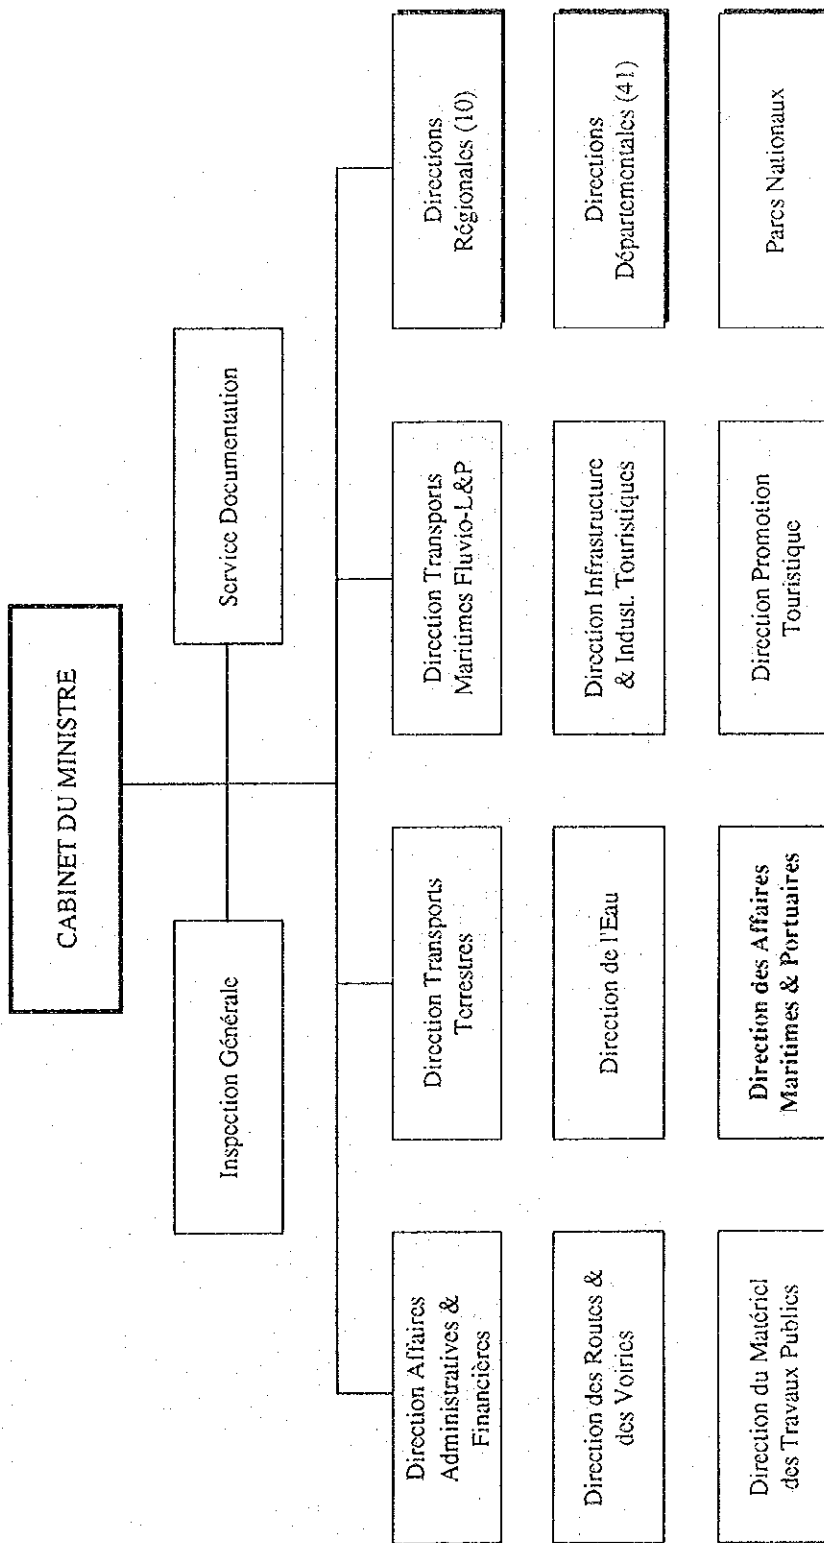 CABINET DU MINISTRE
Inspection Générale
Service Documentation
Direction Affaires
Administratives &
Financières
Direction Transports
Terrestres
Direction Transports
Maritimes Fluvio-L&P
Directions
Régionales (10)
Direction des Routes &
des Voiries
Direction de l'Eau
Direction Infrastructure
& Indust. Touristiques
Directions
Départementales (41)
Direction du Matériel
des Travaux Publics
Direction des Affaires
Maritimes & Portuaires
Direction Promotion
Touristique
Parcs Nationaux